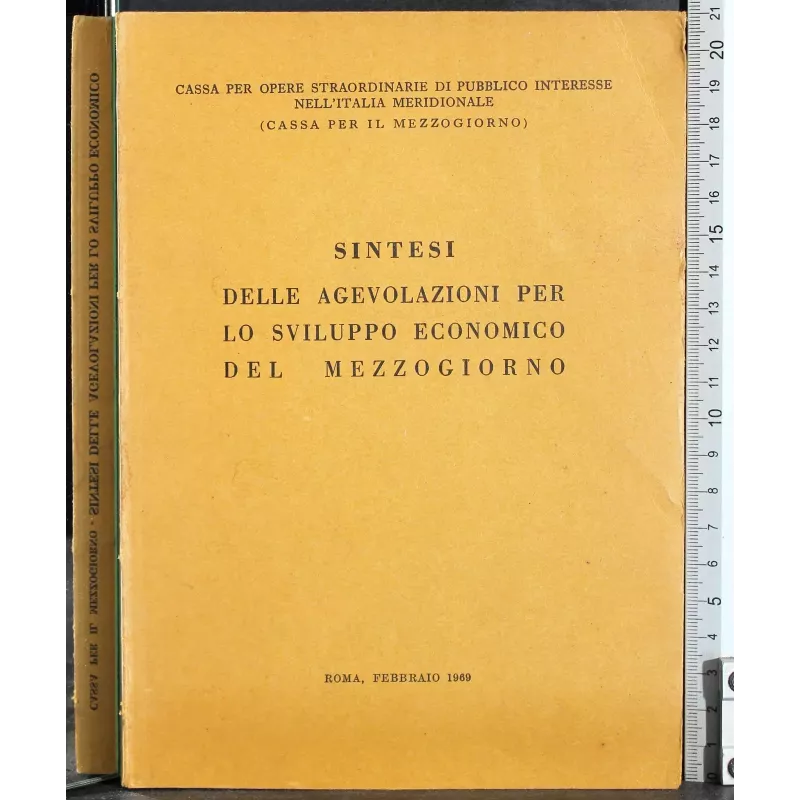 CASSA PER OPERE STRAORDINARIE DI PUBBLICO INTERESSE
NELL'ITALIA MERIDIONALE
(CASSA PER IL MEZZOGIORNO)
SINTESI
DELLE AGEVOLAZIONI PER
LO SVILUPPO ECONOMICO
DEL MEZZOGIORNO
ROMA, FEBBRAIO 1969
CASSA PER IL MEZZOGIORNO - SINTESI DELLE AGEVOLAZIONI PER LO SVILUPPO ECONOMICO
21
20
19
18
17
16
15
14
13
12
11
10
9
8
7
6
5
4
3
2
1
0